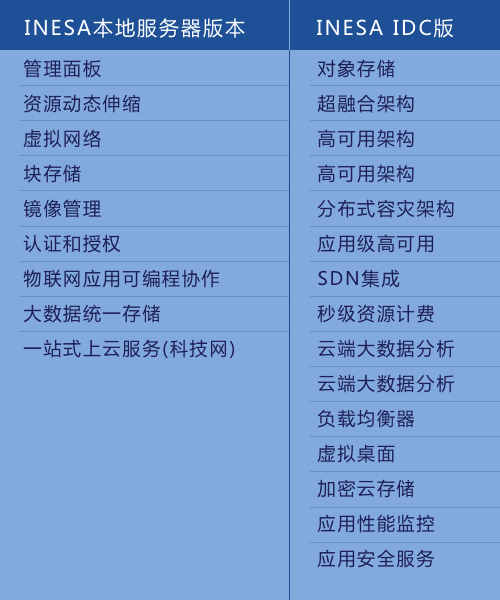 INESA本地服务器版本
管理面板
资源动态伸缩
虚拟网络
块存储
镜像管理
认证和授权
物联网应用可编程协作
大数据统一存储
一站式上云服务(科技网)
INESA IDC版
对象存储
超融合架构
高可用架构
高可用架构
分布式容灾架构
应用级高可用
SDN集成
秒级资源计费
云端大数据分析
云端大数据分析
负载均衡器
虚拟桌面
加密云存储
应用性能监控
应用安全服务